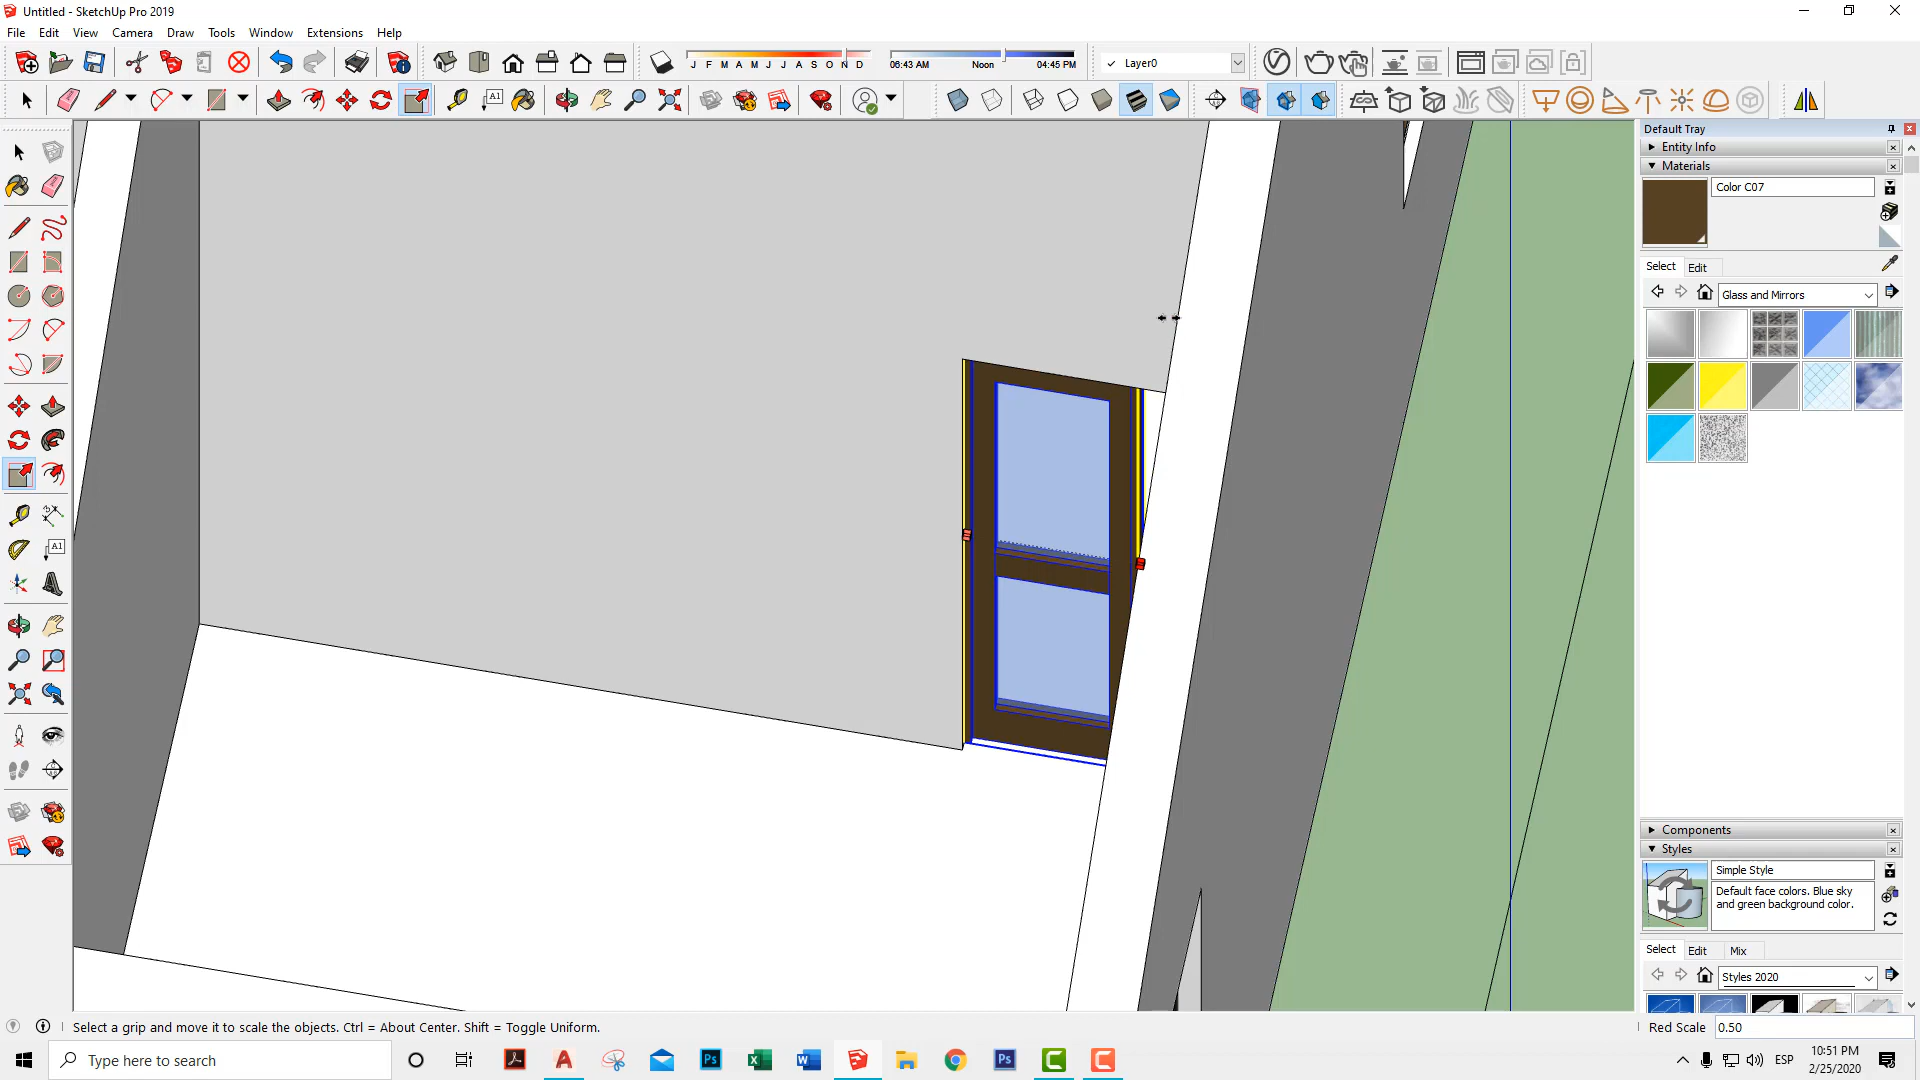 Untitled - SketchUp Pro 2019
File Edit View Camera Draw Tools Window Extensions Help
J F M A M J J A S O N D
06:43 AM Noon 04:45 PM
Layer0
A1
Default Tray
Entity Info
Materials
Color C07
Select Edit
Glass and Mirrors
A1
Components
Styles
Simple Style
Default face colors. Blue sky
and green background color.
Select Edit Mix
Styles 2020
Select a grip and move it to scale the objects. Ctrl = About Center. Shift = Toggle Uniform.
Red Scale 0.50
Type here to search
ESP
10:51 PM
2/25/2020